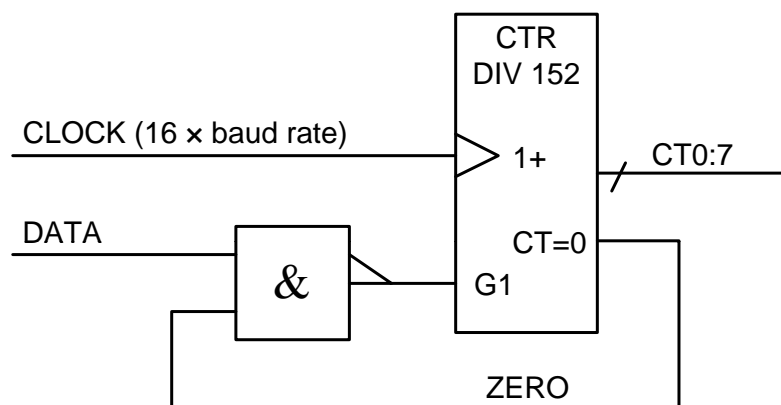 CTR
DIV 152
CLOCK (16 × baud rate)
1+
CT0:7
DATA
CT=0
&
G1
ZERO